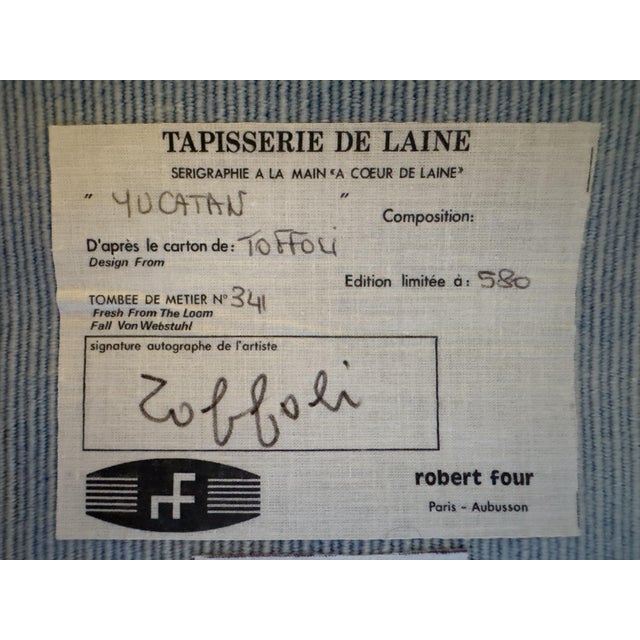 TAPISSERIE DE LAINE
SERIGRAPHIE A LA MAIN «A COEUR DE LAINE»
" YUCATAN "
Composition:
D'après le carton de: TOFFOLI
Design From
Edition limitée à: 580
TOMBEE DE METIER N° 341
Fresh From The Loom
Fall Von Webstuhl
signature autographe de l'artiste
Toffoli
rF
robert four
Paris - Aubusson